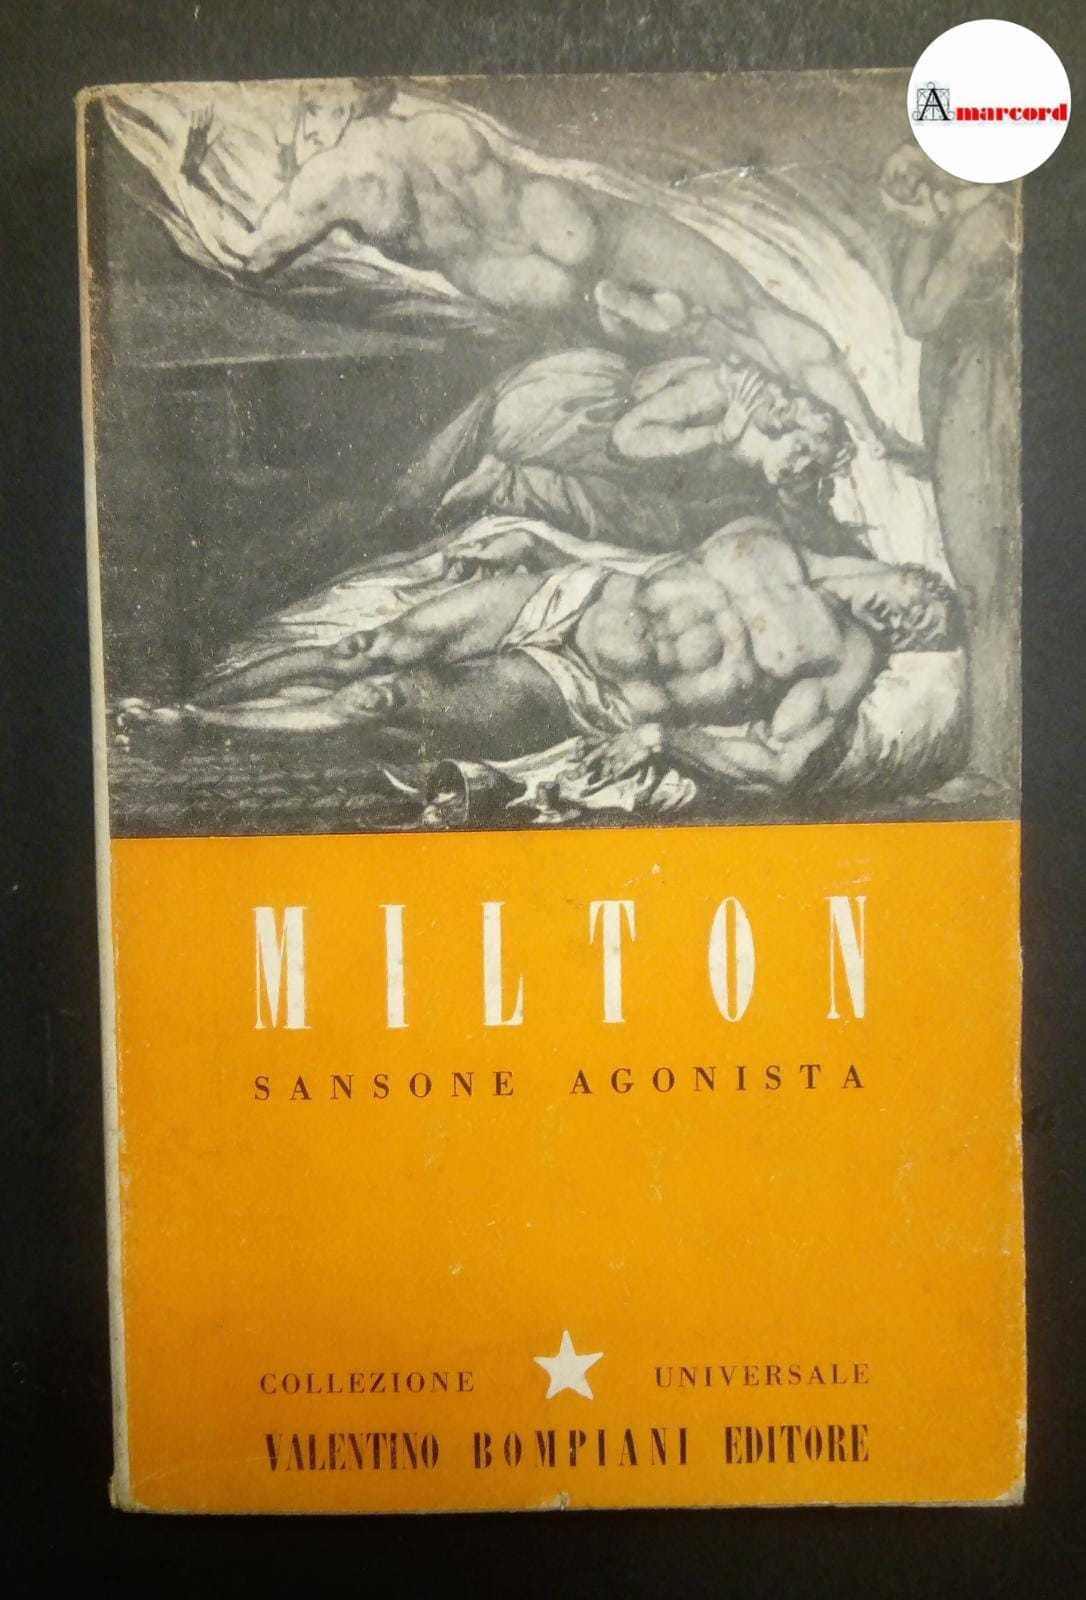 Amarcord
MILTON
SANSONE AGONISTA
COLLEZIONE UNIVERSALE
VALENTINO BOMPIANI EDITORE